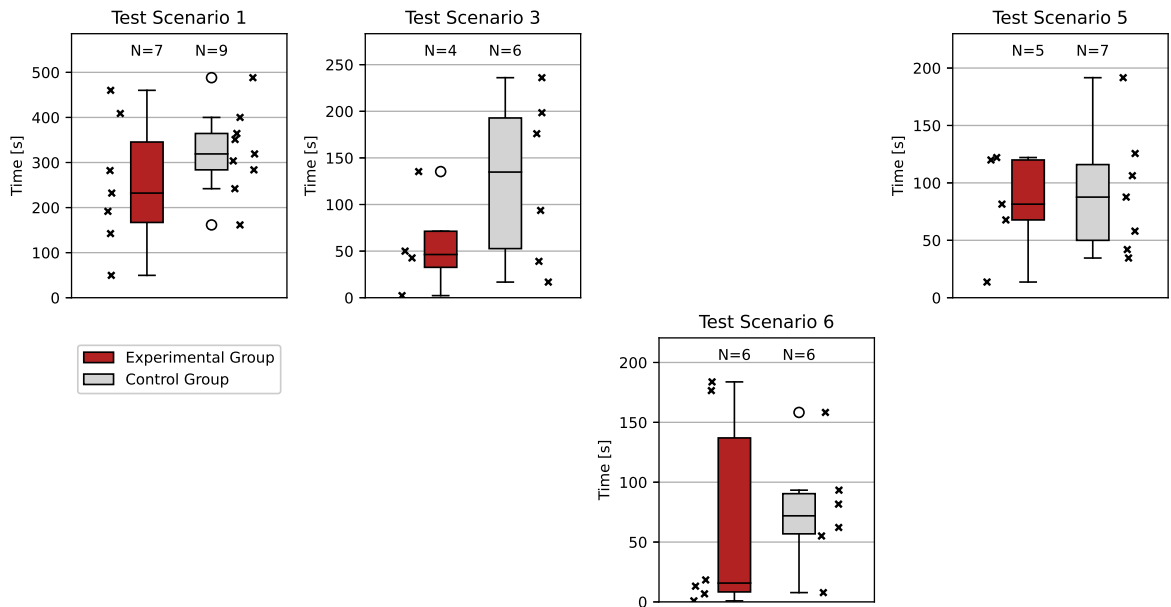 Test Scenario 1
N=7 N=9
Time [s]
500
400
300
200
100
0
Test Scenario 3
N=4 N=6
Time [s]
250
200
150
100
50
0
Test Scenario 5
N=5 N=7
Time [s]
200
150
100
50
0
Experimental Group
Control Group
Test Scenario 6
N=6 N=6
Time [s]
200
150
100
50
0